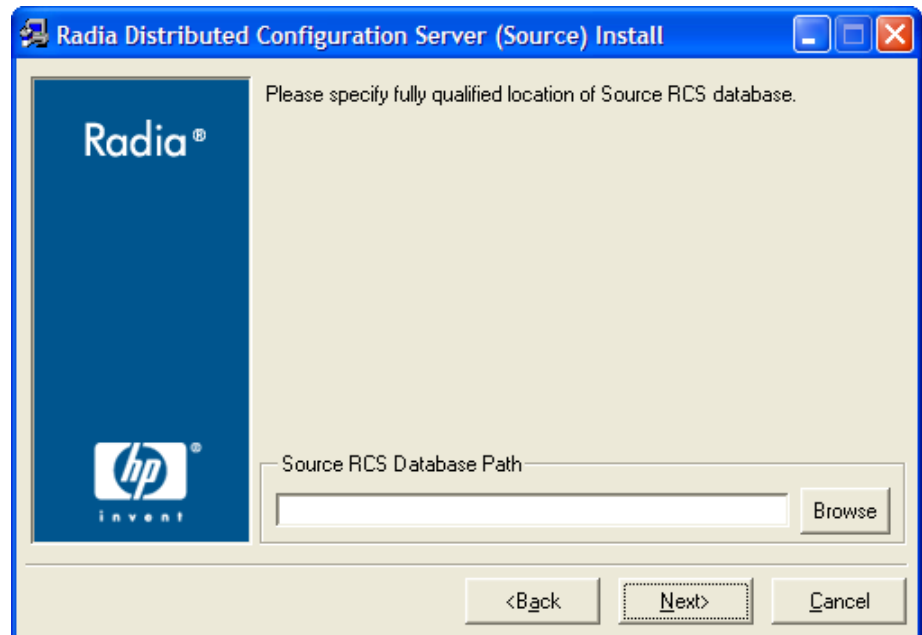 Radia Distributed Configuration Server (Source) Install
Please specify fully qualified location of Source RCS database.
Radia®
hp®
invent
Source RCS Database Path
Browse
<Back
Next>
Cancel